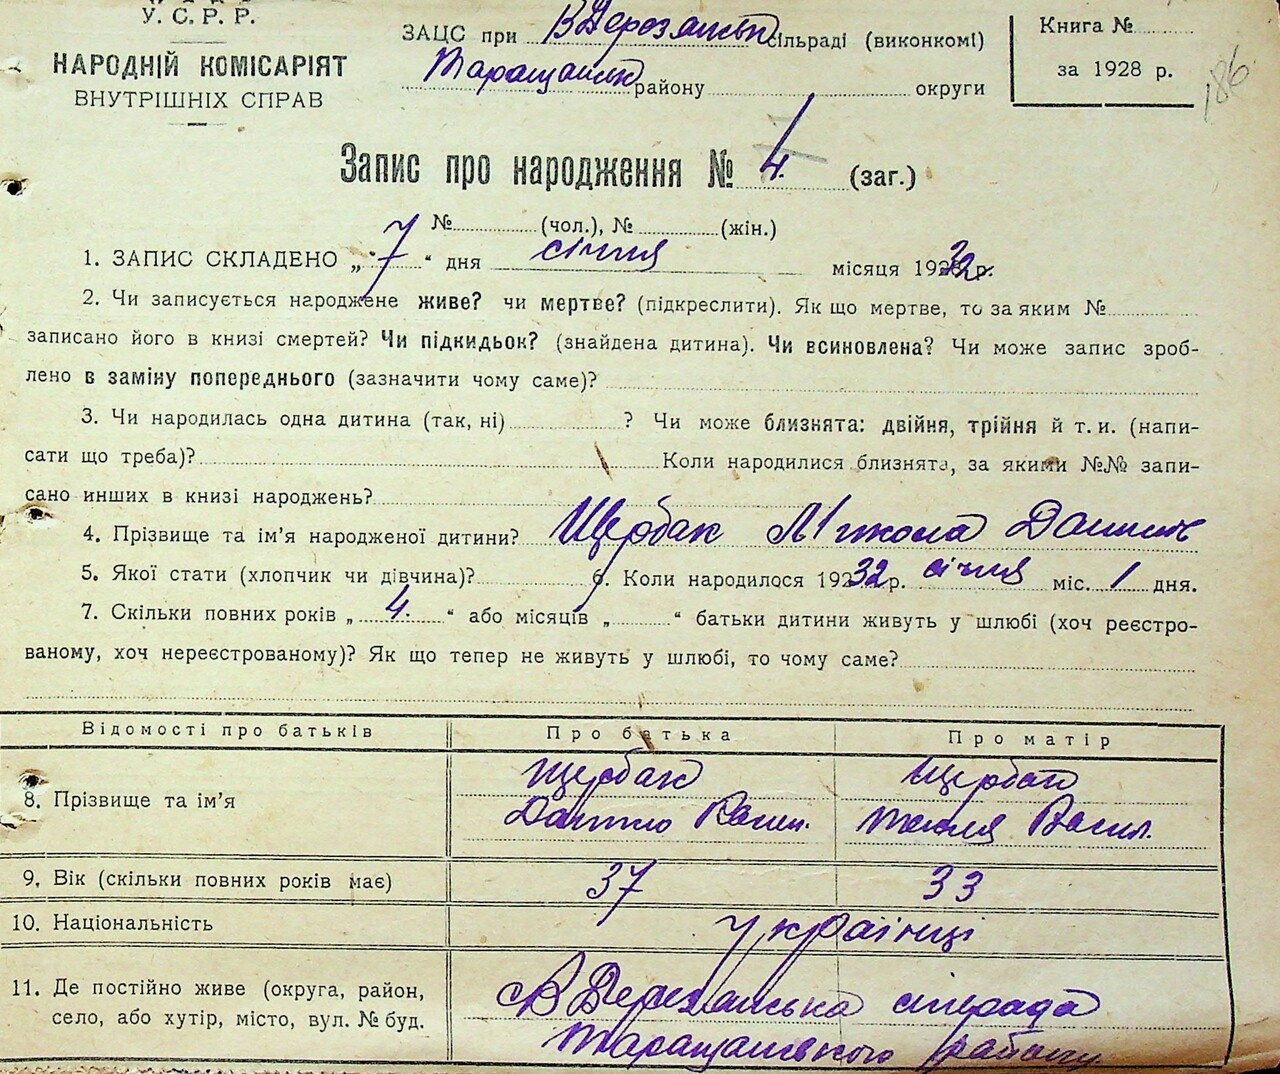 У. С. Р. Р.
НАРОДНІЙ КОМІСАРІЯТ
ВНУТРІШНІХ СПРАВ
ЗАЦС при В Березанськ сільраді (виконкомі)
Таращанськ району округи
Книга №
за 1928 р.
186
Запис про народження № 4. (заг.)
№ (чол.), № (жін.)
1. ЗАПИС СКЛАДЕНО „ 7 “ дня січня місяця 1932 р.
2. Чи записується народжене живе? чи мертве? (підкреслити). Як що мертве, то за яким №
записано його в книзі смертей? Чи підкидьок? (знайдена дитина). Чи всиновлена? Чи може запис зроб-
лено в заміну попереднього (зазначити чому саме)?
3. Чи народилась одна дитина (так, ні) ? Чи може близнята: двійня, трійня й т. и. (напи-
сати що треба)? Коли народилися близнята, за якими №№ запи-
сано инших в книзі народжень?
4. Прізвище та ім’я народженої дитини? Щербак Микола Данил
5. Якої стати (хлопчик чи дівчина)? 6. Коли народилося 1932 р. січня міс. 1 дня.
7. Скільки повних років „ 4 “ або місяців „ “ батьки дитини живуть у шлюбі (хоч реєстро-
ваному, хоч нереєстрованому)? Як що тепер не живуть у шлюбі, то чому саме?
Відомості про батьків Про батька Про матір
8. Прізвище та ім’я Щербак Данило Васил. Щербак Текля Васил.
9. Вік (скільки повних років має) 37 33
10. Національність українці
11. Де постійно живе (округа, район,
село, або хутір, місто, вул. № буд. В Березанська сільрада
Таращанського району